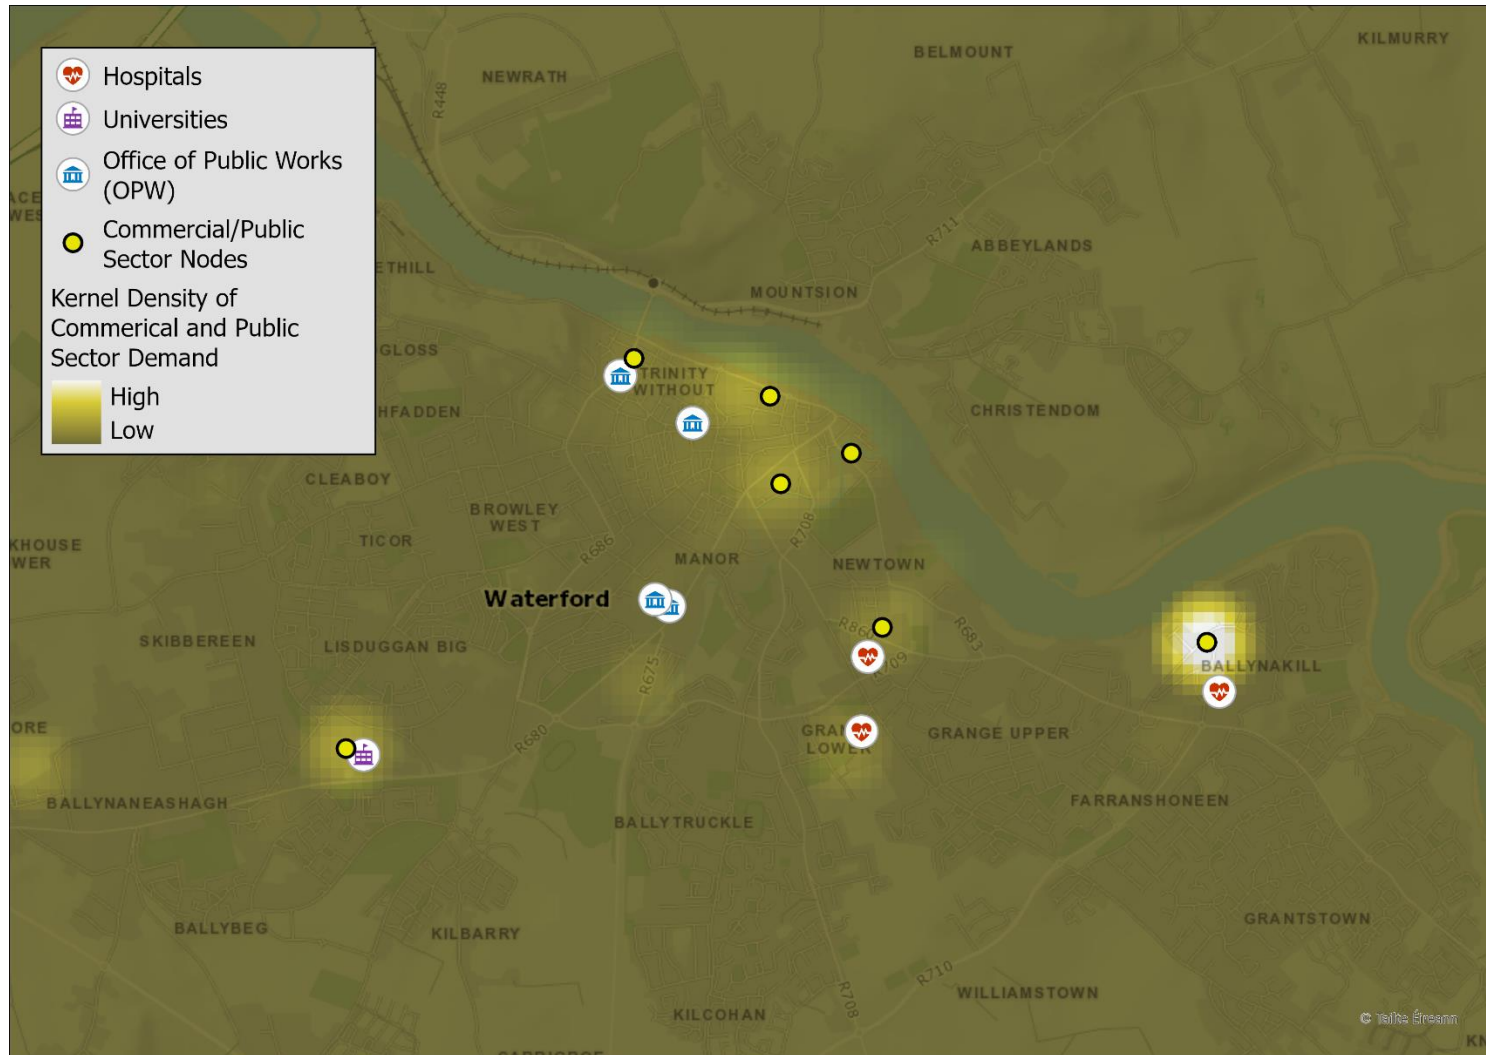 Hospitals
Universities
Office of Public Works
(OPW)
Commercial/Public
Sector Nodes
Kernel Density of
Commerical and Public
Sector Demand
High
Low
KILMURRY
BELMOUNT
NEWRATH
R448
R711
ABBEYLANDS
ETHILL
MOUNTSION
GLOSS
TRINITY
WITHOUT
HFADDEN
CHRISTENDOM
CLEABOY
BROWLEY
WEST
R708
TICOR
KHOUSE
WER
R686
MANOR
NEWTOWN
Waterford
R860
R683
SKIBBEREEN
LISDUGGAN BIG
R709
BALLYNAKILL
R675
ORE
R680
LOWER
GRANGE UPPER
BALLYNANEASHAGH
FARRANSHONEEN
BALLYTRUCKLE
GRANTSTOWN
BALLYBEG
KILBARRY
R710
R708
WILLIAMSTOWN
KILCOHAN
© Tailte Éireann